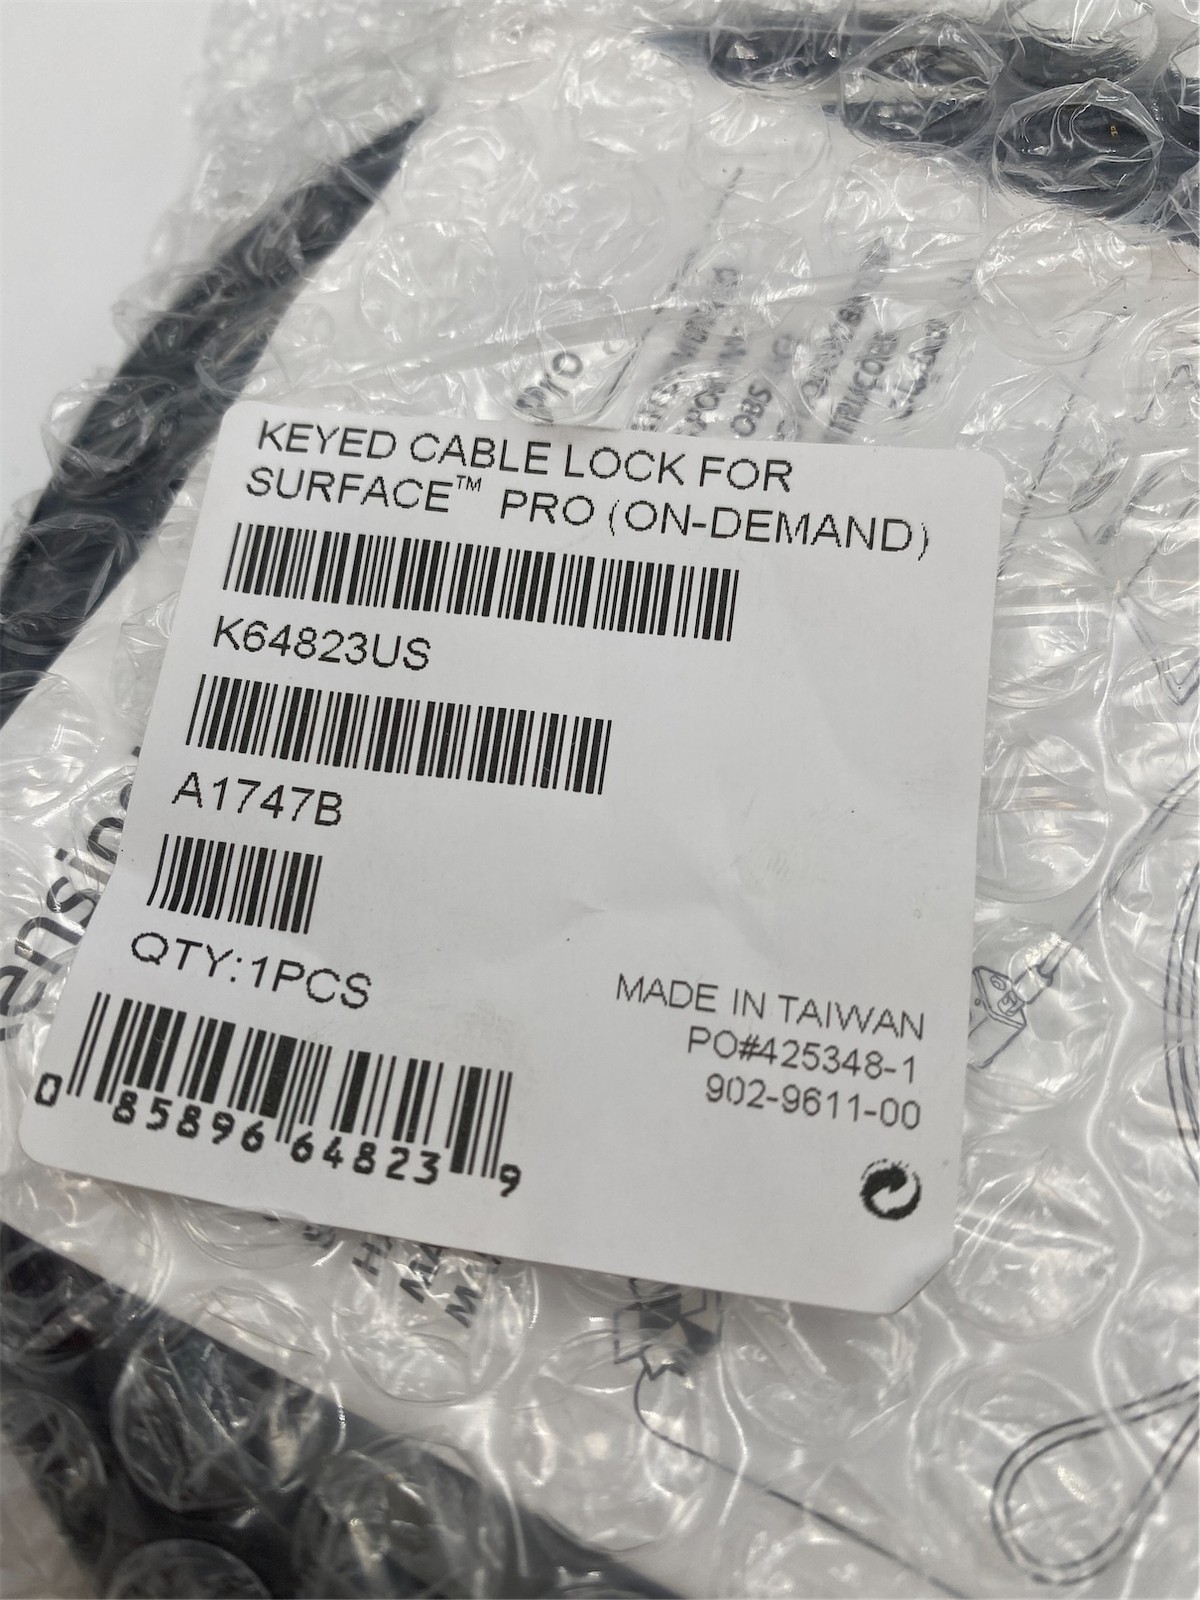 Pro
KEYED CABLE LOCK FOR
SURFACE™ PRO (ON-DEMAND)
K64823US
A1747B
QTY:1PCS
0 85896 64823 9
MADE IN TAIWAN
PO#425348-1
902-9611-00